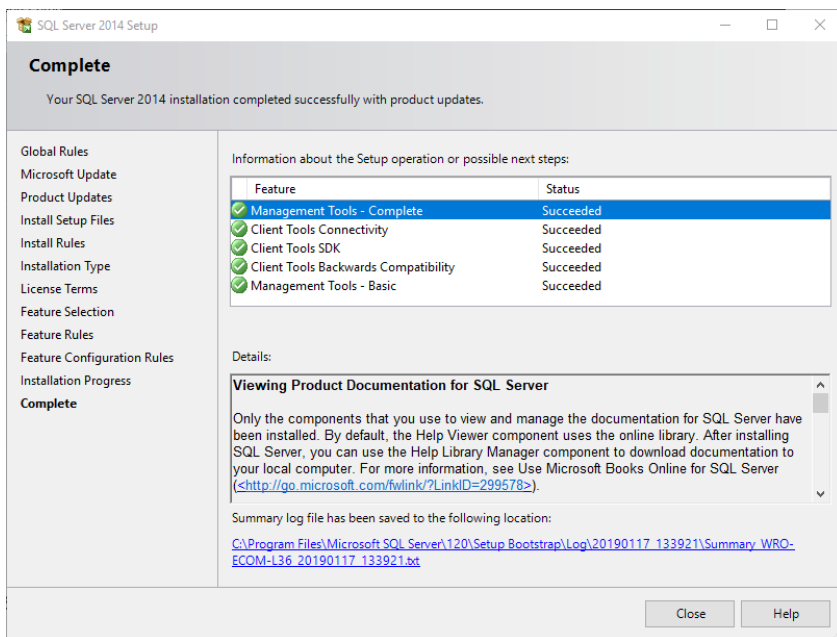 SQL Server 2014 Setup
Complete
Your SQL Server 2014 installation completed successfully with product updates.
Global Rules
Microsoft Update
Product Updates
Install Setup Files
Install Rules
Installation Type
License Terms
Feature Selection
Feature Rules
Feature Configuration Rules
Installation Progress
Complete
Information about the Setup operation or possible next steps:
Feature Status
Management Tools - Complete Succeeded
Client Tools Connectivity Succeeded
Client Tools SDK Succeeded
Client Tools Backwards Compatibility Succeeded
Management Tools - Basic Succeeded
Details:
Viewing Product Documentation for SQL Server
Only the components that you use to view and manage the documentation for SQL Server have
been installed. By default, the Help Viewer component uses the online library. After installing
SQL Server, you can use the Help Library Manager component to download documentation to
your local computer. For more information, see Use Microsoft Books Online for SQL Server
(<http://go.microsoft.com/fwlink/?LinkID=299578>).
Summary log file has been saved to the following location:
C:\Program Files\Microsoft SQL Server\120\Setup Bootstrap\Log\20190117_133921\Summary_WRO-
ECOM-L36_20190117_133921.txt
Close Help